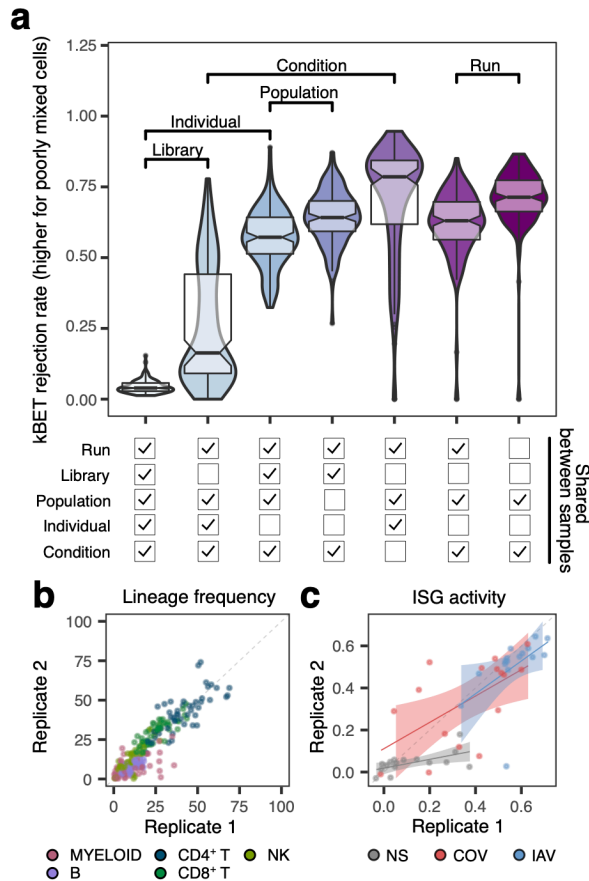 a
kBET rejection rate (higher for poorly mixed cells)
1.25
1.00
0.75
0.50
0.25
0.00
Condition
Run
Population
Individual
Library
Run
Library
Population
Individual
Condition
Shared
between samples
b
Lineage frequency
Replicate 2
100
75
50
25
0
0 25 50 75 100
Replicate 1
MYELOID
CD4+ T
NK
B
CD8+ T
c
ISG activity
Replicate 2
0.6
0.4
0.2
0.0
0.0 0.2 0.4 0.6
Replicate 1
NS
COV
IAV